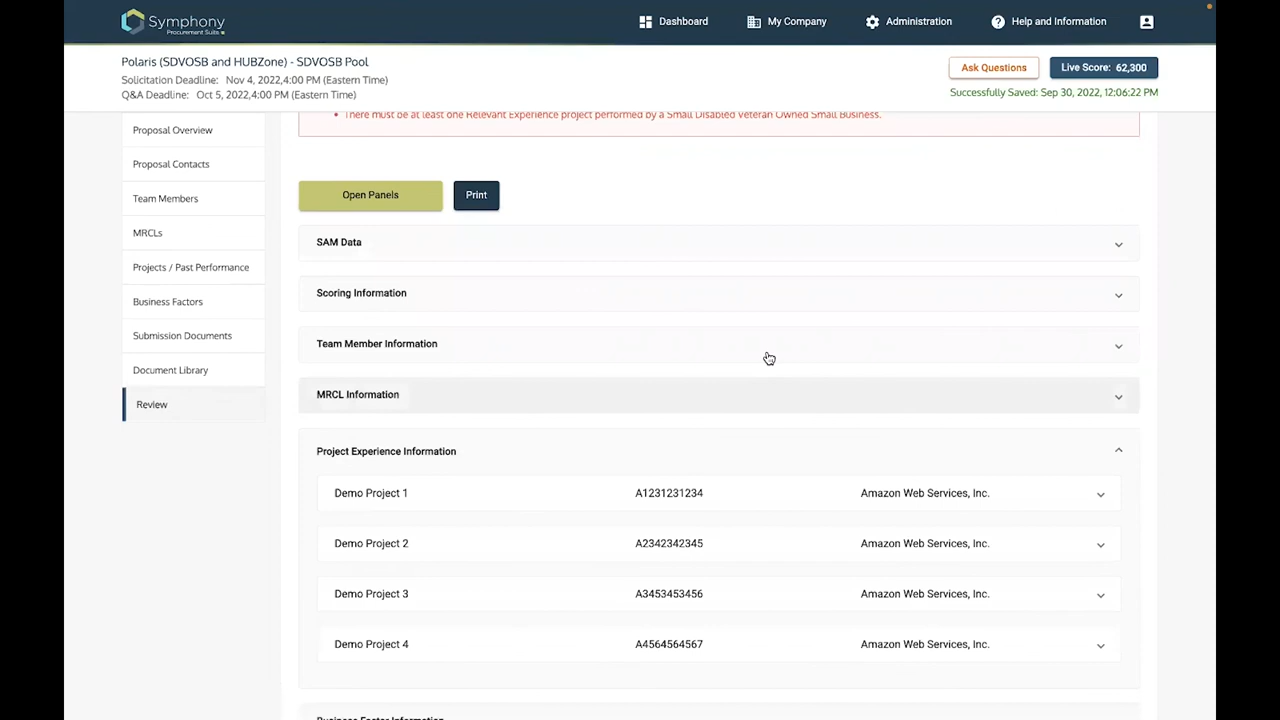 Symphony
Procurement Suite
Dashboard
My Company
Administration
Help and Information
Polaris (SDVOSB and HUBZone) - SDVOSB Pool
Solicitation Deadline: Nov 4, 2022,4:00 PM (Eastern Time)
Q&A Deadline: Oct 5, 2022,4:00 PM (Eastern Time)
Ask Questions
Live Score: 62,300
Successfully Saved: Sep 30, 2022, 12:06:22 PM
Proposal Overview
Proposal Contacts
Team Members
MRCLs
Projects / Past Performance
Business Factors
Submission Documents
Document Library
Review
• There must be at least one Relevant Experience project performed by a Small Disabled Veteran Owned Small Business.
Open Panels
Print
SAM Data
Scoring Information
Team Member Information
MRCL Information
Project Experience Information
Demo Project 1 A1231231234 Amazon Web Services, Inc.
Demo Project 2 A2342342345 Amazon Web Services, Inc.
Demo Project 3 A3453453456 Amazon Web Services, Inc.
Demo Project 4 A4564564567 Amazon Web Services, Inc.
Business Factor Information